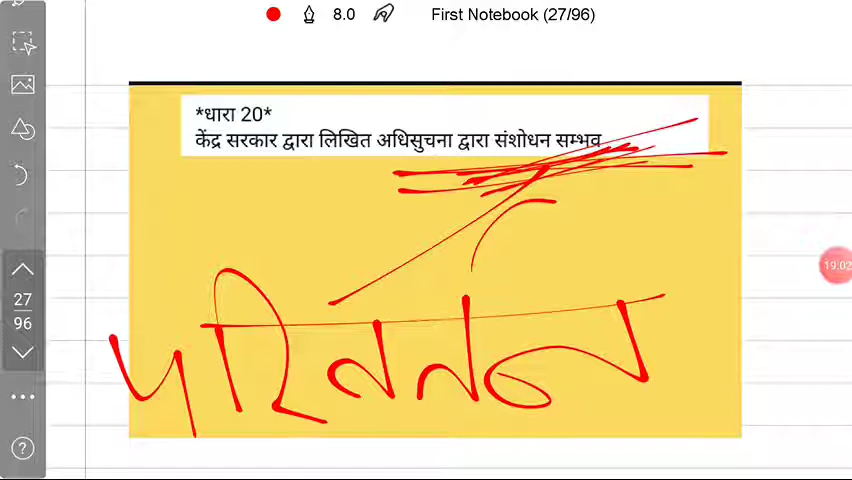 8.0 First Notebook (27/96)
*धारा 20*
केंद्र सरकार द्वारा लिखित अधिसुचना द्वारा संशोधन सम्भव
19:02
परिवर्तन
27
96
?